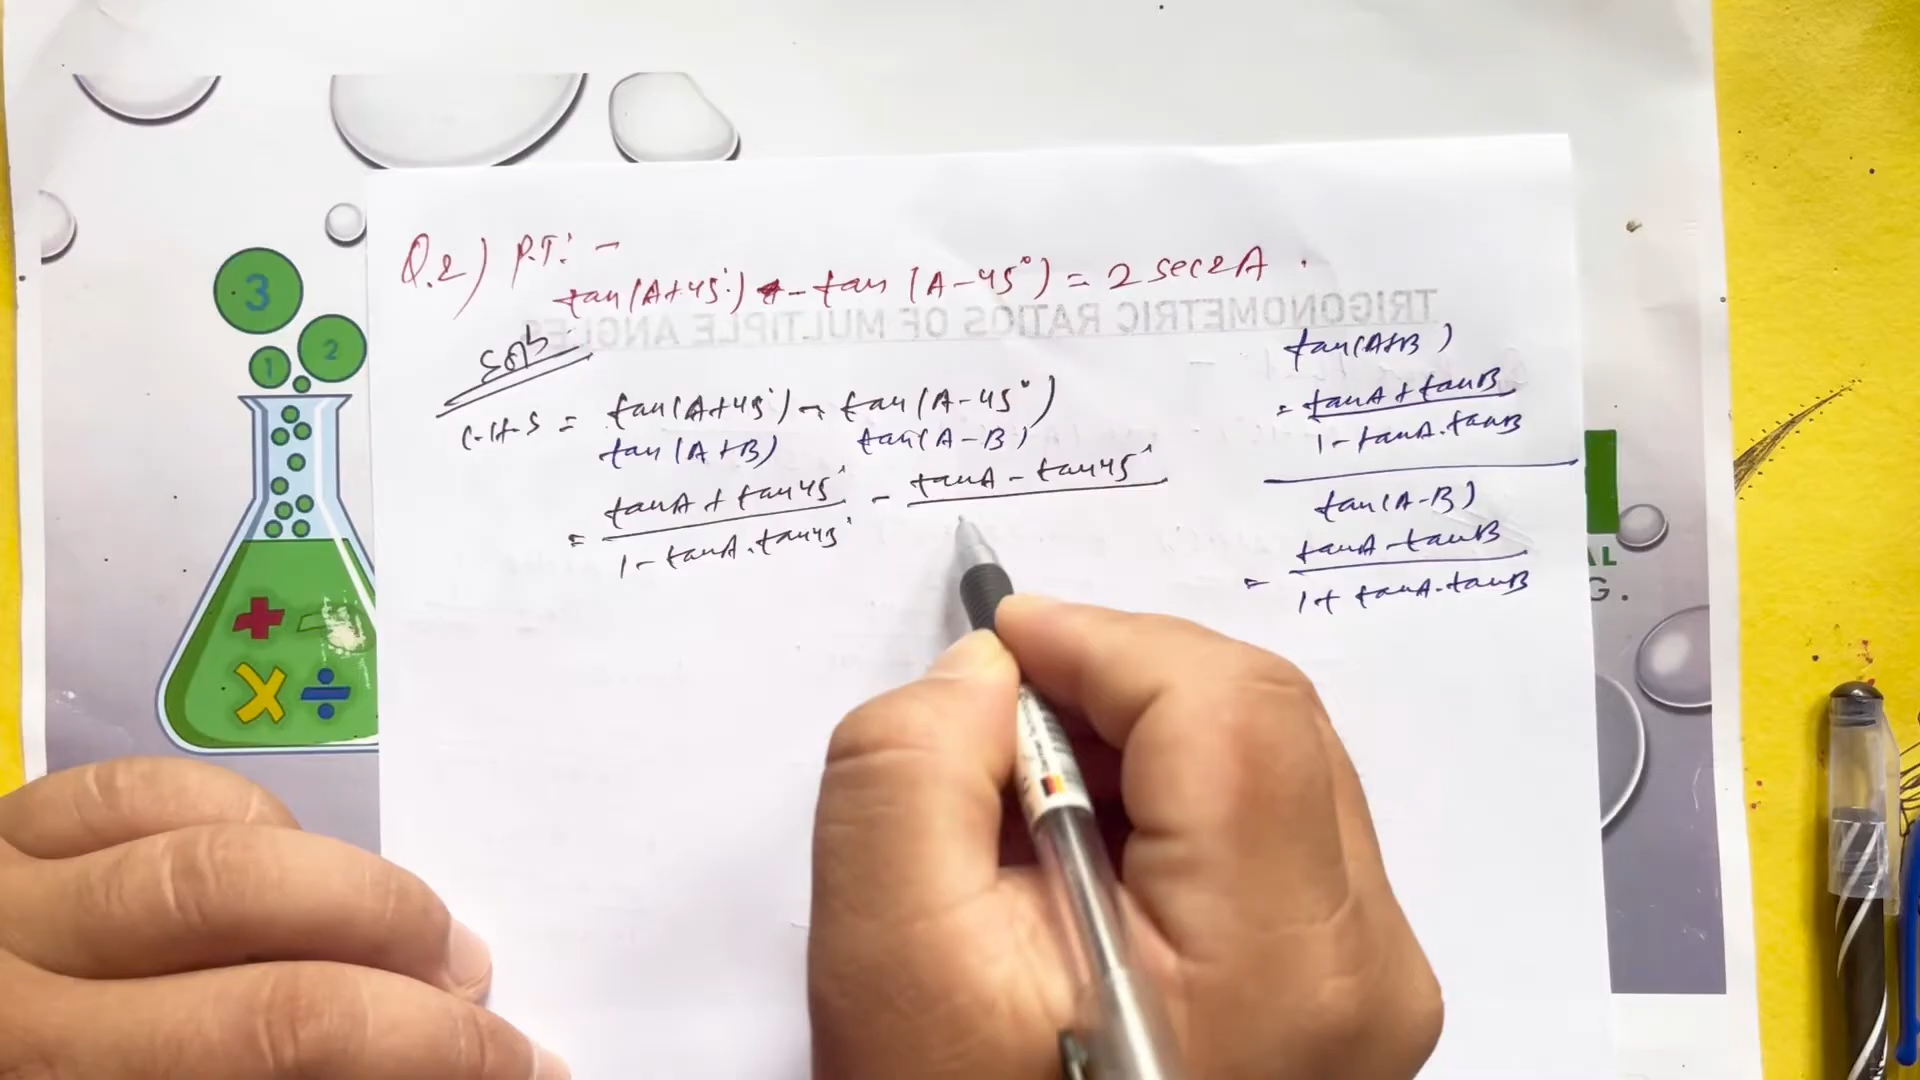 Q.2) P.T: -
tan(A+45°) - tan (A-45°) = 2 sec2A .
TRIGONOMETRIC RATIOS OF MULTIPLE ANGLES
Sol^n
L.H.S = tan(A+45°) - tan(A-45°)
tan(A+B) tan(A-B)
= tanA + tan45° / 1 - tanA.tan45° - tanA - tan45°
tan(A+B)
= tanA + tanB / 1 - tanA.tanB
tan(A-B)
= tanA - tanB / 1+ tanA.tanB
3
1
2
AL
G.